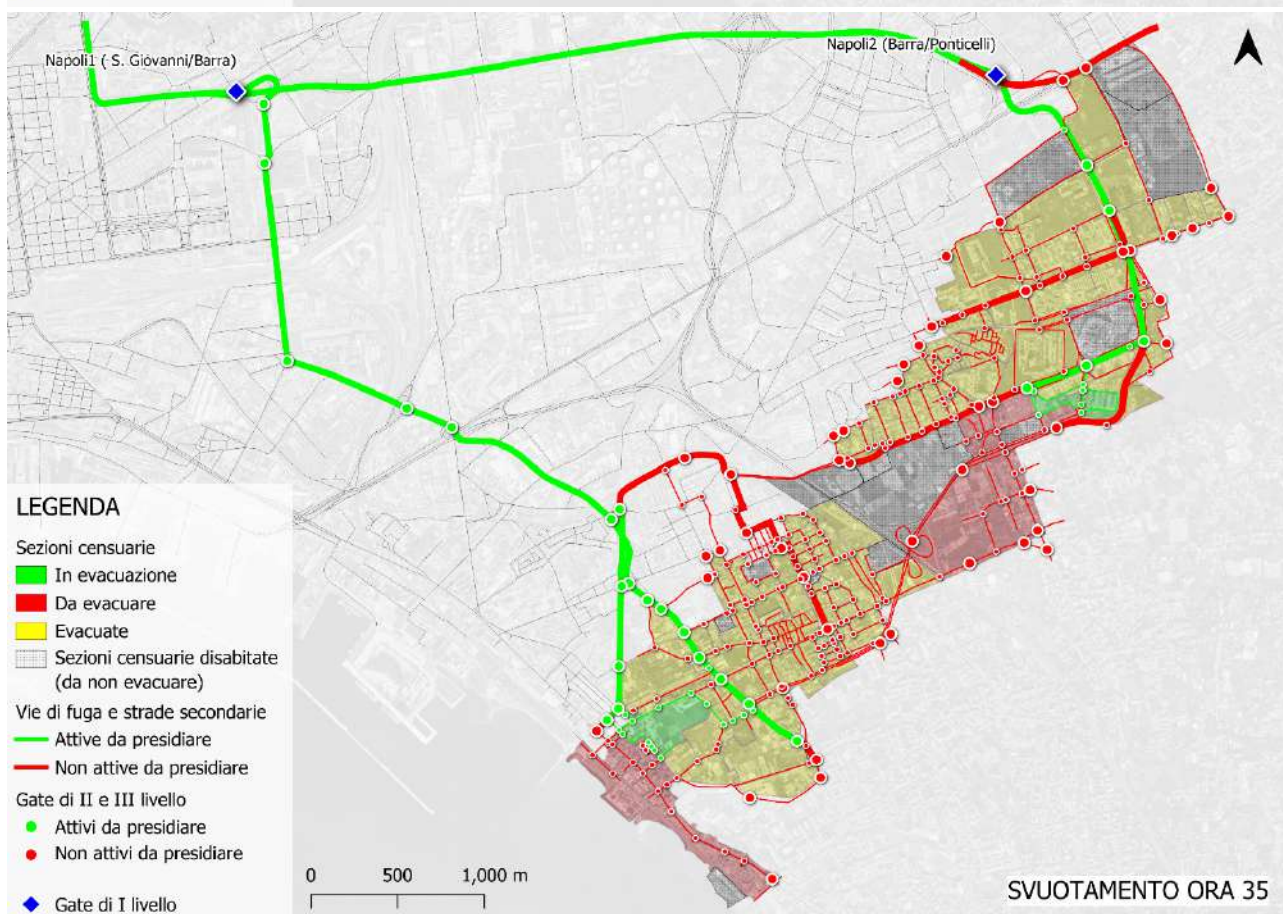 Napoli1 ( S. Giovanni/Barra)
Napoli2 (Barra/Ponticelli)
LEGENDA
Sezioni censuarie
In evacuazione
Da evacuare
Evacuate
Sezioni censuarie disabitate
(da non evacuare)
Vie di fuga e strade secondarie
Attive da presidiare
Non attive da presidiare
Gate di II e III livello
Attivi da presidiare
Non attivi da presidiare
Gate di I livello
0 500 1,000 m
SVUOTAMENTO ORA 35